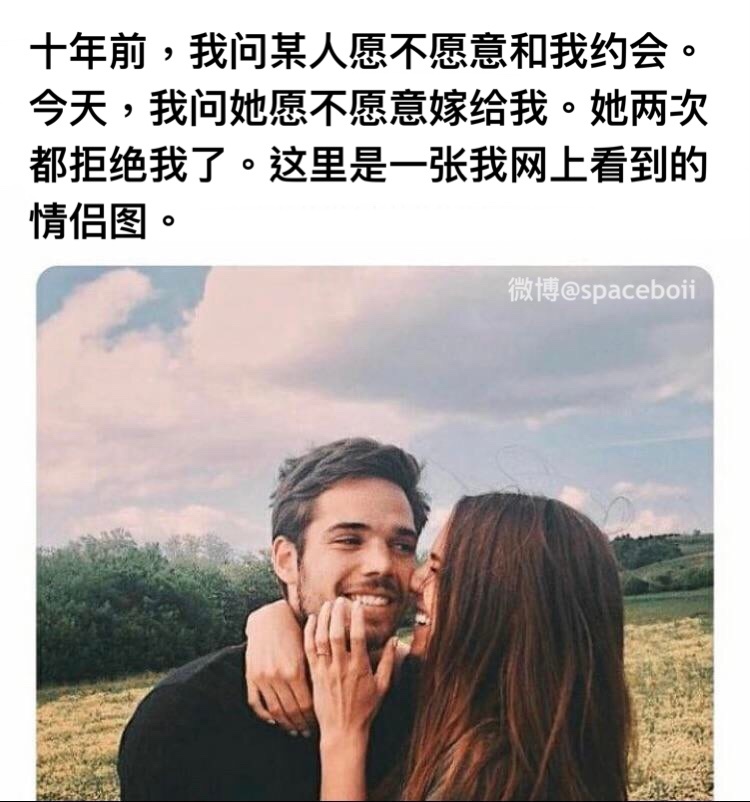 十年前，我问某人愿不愿意和我约会。
今天，我问她愿不愿意嫁给我。她两次
都拒绝我了。这里是一张我网上看到的
情侣图。
微博@spaceboii